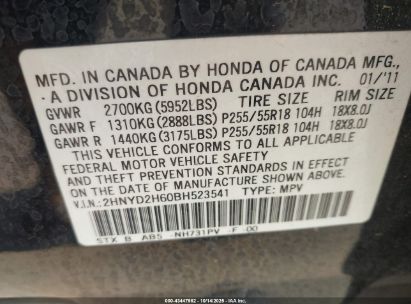 MFD. IN CANADA BY HONDA OF CANADA MFG.,
A DIVISION OF HONDA CANADA INC. 01/'11
GVWR 2700KG (5952LBS) TIRE SIZE RIM SIZE
GAWR F 1310KG (2888LBS) P255/55R18 104H 18X8.0J
GAWR R 1440KG (3175LBS) P255/55R18 104H 18X8.0J
THIS VEHICLE CONFORMS TO ALL APPLICABLE
FEDERAL MOTOR VEHICLE SAFETY STANDARDS IN EFFECT ON THE
DATE OF MANUFACTURE SHOWN ABOVE.
V.I.N.: 2HNYD2H60BH523541 TYPE: MPV
STX B ABS NH731PV -F -00